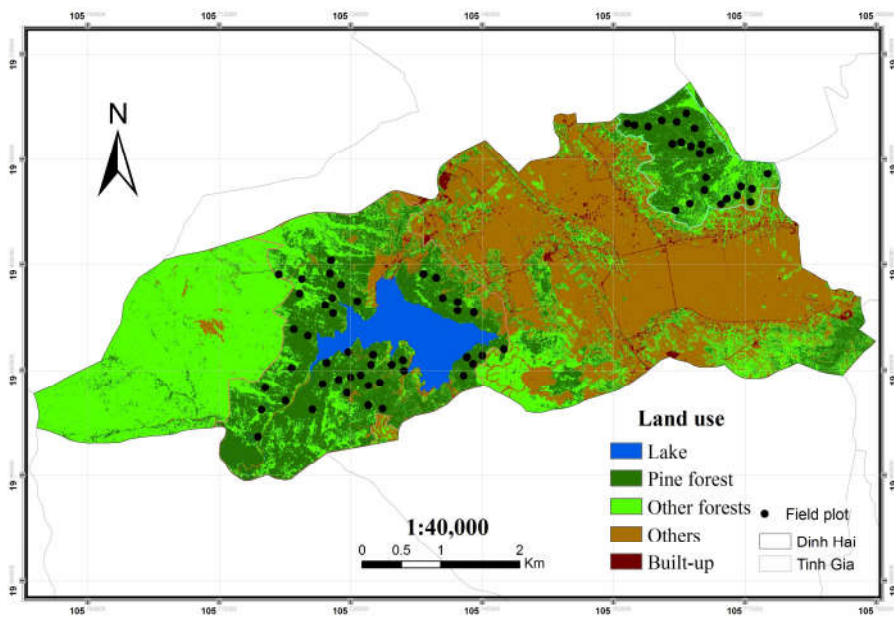 105 105 105 105 105 105 105
19 19
19 19
19 19
19 19
19 19
19 19
N
Land use
Lake
Pine forest
Other forests
Others
Built-up
Field plot
Dinh Hai
Tinh Gia
1:40,000
0 0.5 1 2
Km
105 105 105 105 105 105 105